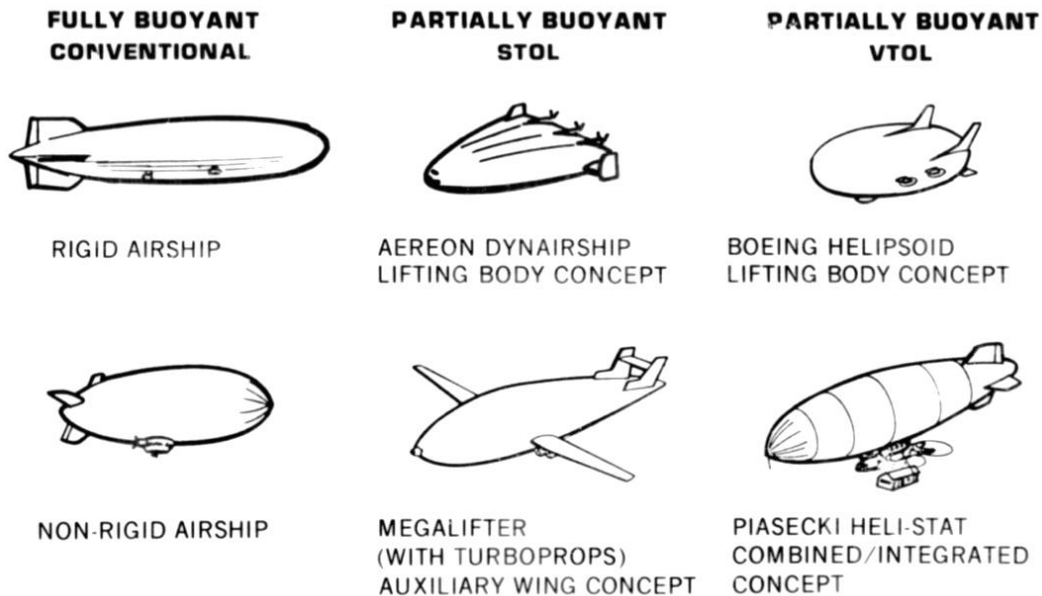 FULLY BUOYANT
CONVENTIONAL
PARTIALLY BUOYANT
STOL
PARTIALLY BUOYANT
VTOL
RIGID AIRSHIP
AEREON DYNAIRSHIP
LIFTING BODY CONCEPT
BOEING HELIPSOID
LIFTING BODY CONCEPT
NON-RIGID AIRSHIP
MEGALIFTER
(WITH TURBOPROPS)
AUXILIARY WING CONCEPT
PIASECKI HELI-STAT
COMBINED/INTEGRATED
CONCEPT